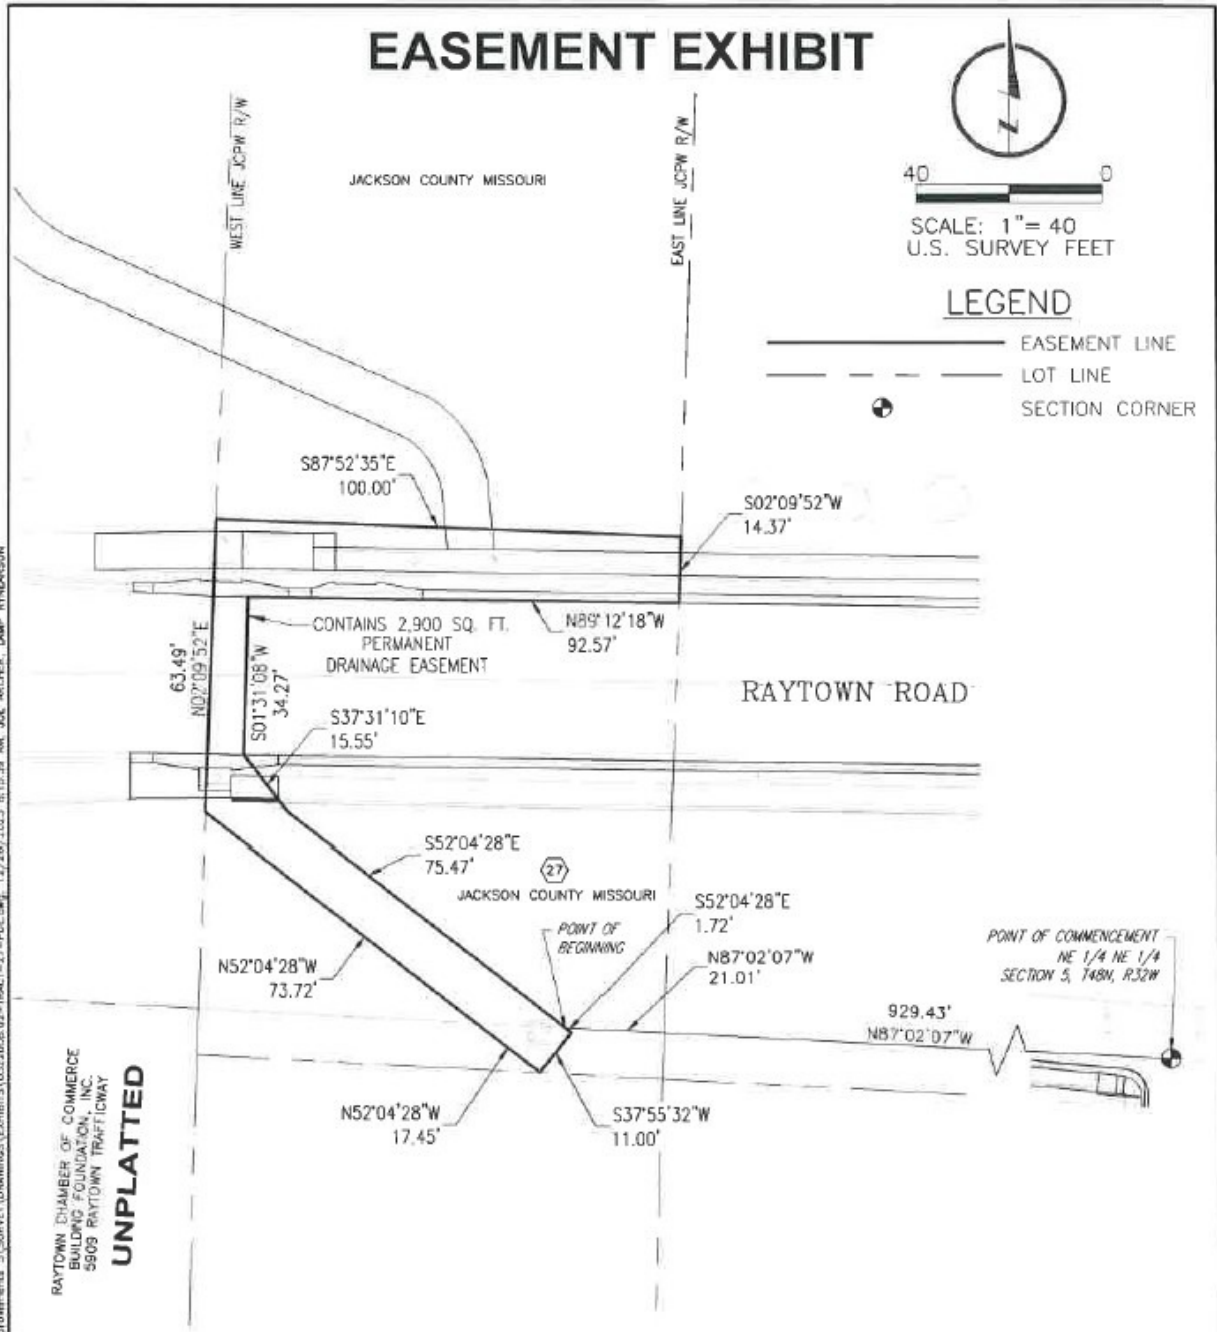 EASEMENT EXHIBIT
WEST LINE JCPW R/W
JACKSON COUNTY MISSOURI
EAST LINE JCPW R/W
N
40 0
SCALE: 1"= 40
U.S. SURVEY FEET
LEGEND
EASEMENT LINE
LOT LINE
SECTION CORNER
S87°52'35"E
100.00'
S02°09'52"W
14.37'
CONTAINS 2,900 SQ. FT.
PERMANENT
DRAINAGE EASEMENT
N89°12'18"W
92.57'
63.49'
N02°09'52"E
S01°31'08"W
34.27'
RAYTOWN ROAD
S37°31'10"E
15.55'
S52°04'28"E
75.47'
27
JACKSON COUNTY MISSOURI
S52°04'28"E
1.72'
POINT OF
BEGINNING
N87°02'07"W
21.01'
POINT OF COMMENCEMENT
NE 1/4 NE 1/4
SECTION 5, T48N, R32W
N52°04'28"W
73.72'
929.43'
N87°02'07"W
N52°04'28"W
17.45'
S37°55'32"W
11.00'
RAYTOWN CHAMBER OF COMMERCE
BUILDING FOUNDATION, INC.
5909 RAYTOWN TRAFFICWAY
UNPLATTED